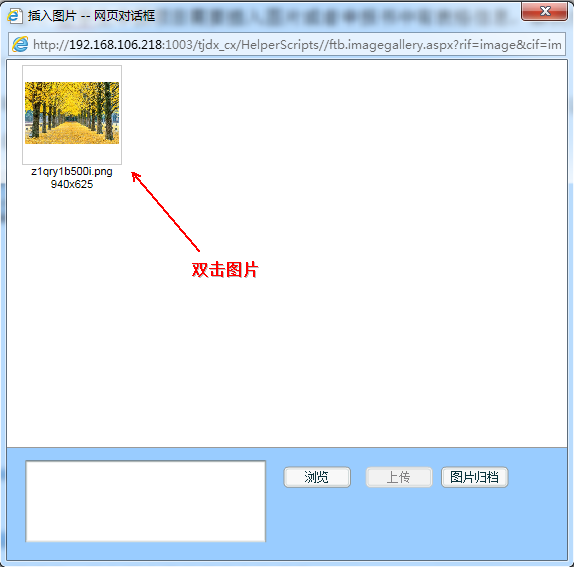 插入图片 -- 网页对话框
http://192.168.106.218:1003/tjdx_cx/HelperScripts//ftb.imagegallery.aspx?rif=image&cif=im
z1qry1b500i.png
940x625
双击图片
浏览 上传 图片归档